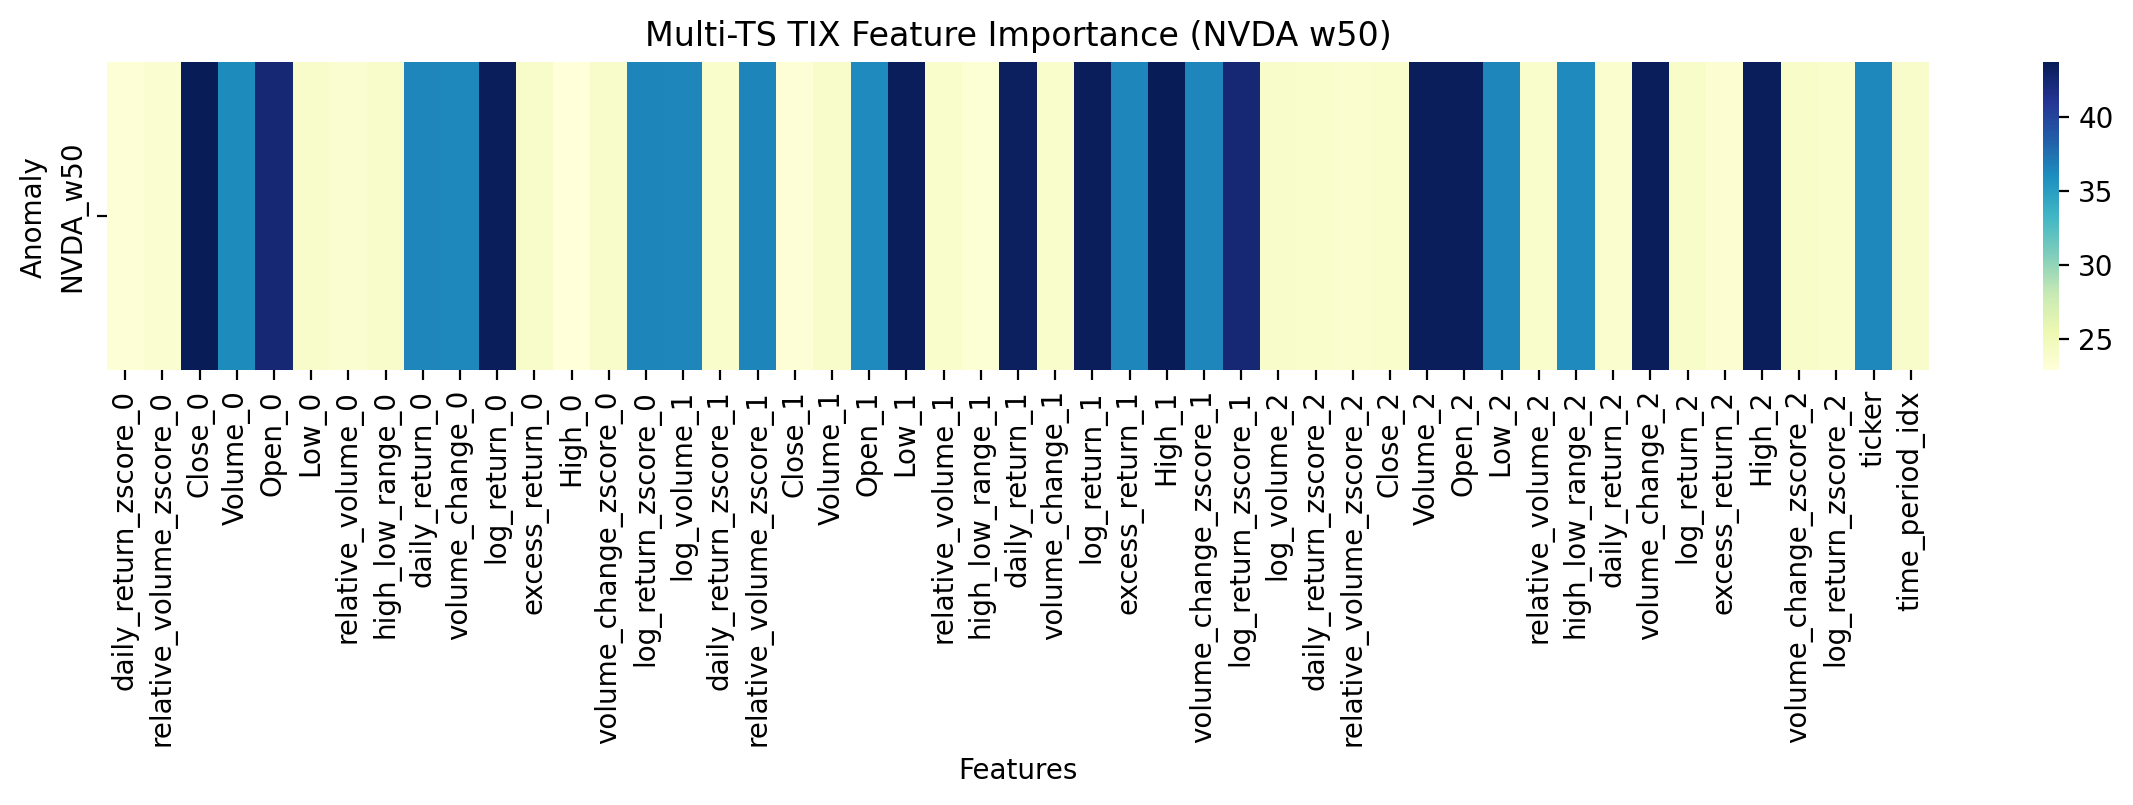 Multi-TS TIX Feature Importance (NVDA w50)
Anomaly
NVDA_w50
40
35
30
25
daily_return_zscore_0
relative_volume_zscore_0
Close_0
Volume_0
Open_0
Low_0
relative_volume_0
high_low_range_0
daily_return_0
volume_change_0
log_return_0
excess_return_0
High_0
volume_change_zscore_0
log_return_zscore_0
log_volume_1
daily_return_zscore_1
relative_volume_zscore_1
Close_1
Volume_1
Open_1
Low_1
relative_volume_1
high_low_range_1
daily_return_1
volume_change_1
log_return_1
excess_return_1
High_1
volume_change_zscore_1
log_return_zscore_1
log_volume_2
daily_return_zscore_2
relative_volume_zscore_2
Close_2
Volume_2
Open_2
Low_2
relative_volume_2
high_low_range_2
daily_return_2
volume_change_2
log_return_2
excess_return_2
High_2
volume_change_zscore_2
log_return_zscore_2
ticker
time_period_idx
Features